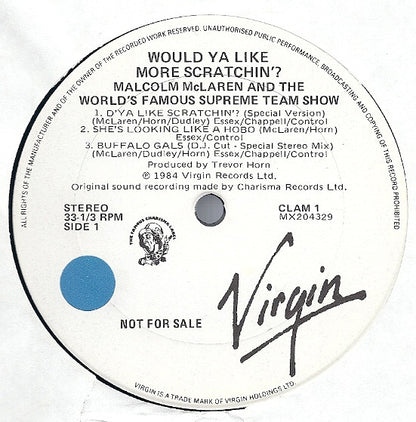 ALL RIGHTS OF THE MANUFACTURER AND OF THE OWNER OF THE RECORDED WORK RESERVED. UNAUTHORISED PUBLIC PERFORMANCE, BROADCASTING AND COPYING OF THIS RECORD PROHIBITED
WOULD YA LIKE
MORE SCRATCHIN'?
MALCOLM McLAREN AND THE
WORLD'S FAMOUS SUPREME TEAM SHOW
1. D'YA LIKE SCRATCHIN'? (Special Version)
(McLaren/Horn/Dudley) Essex/Chappell/Control
2. SHE'S LOOKING LIKE A HOBO (McLaren/Horn)
Essex/Control
3. BUFFALO GALS (D.J. Cut - Special Stereo Mix)
(McLaren/Dudley/Horn) Essex/Chappell/Control
Produced by Trevor Horn
℗ 1984 Virgin Records Ltd.
Original sound recording made by Charisma Records Ltd.
STEREO
33-1/3 RPM
SIDE 1
CLAM 1
MX204329
THE FAMOUS CHARISMA LABEL
Virgin
NOT FOR SALE
VIRGIN IS A TRADE MARK OF VIRGIN HOLDINGS LTD.